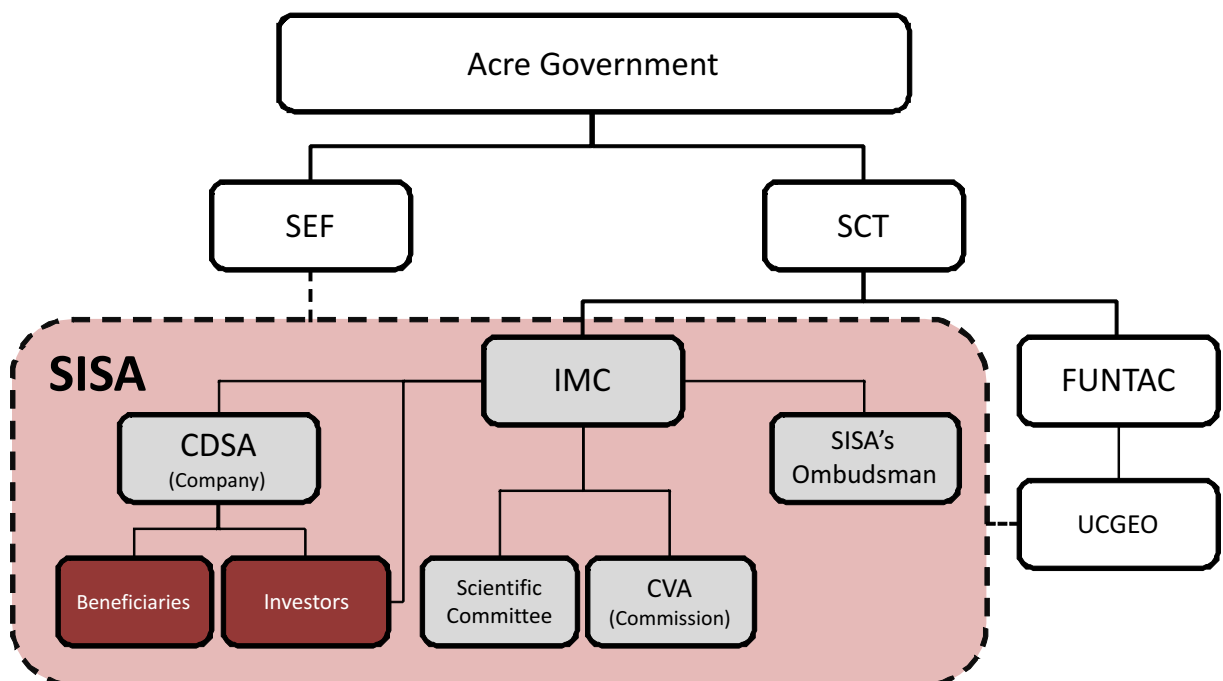 Acre Government
SEF
SCT
SISA
IMC
FUNTAC
CDSA
(Company)
SISA’s
Ombudsman
UCGEO
Beneficiaries
Investors
Scientific
Committee
CVA
(Commission)